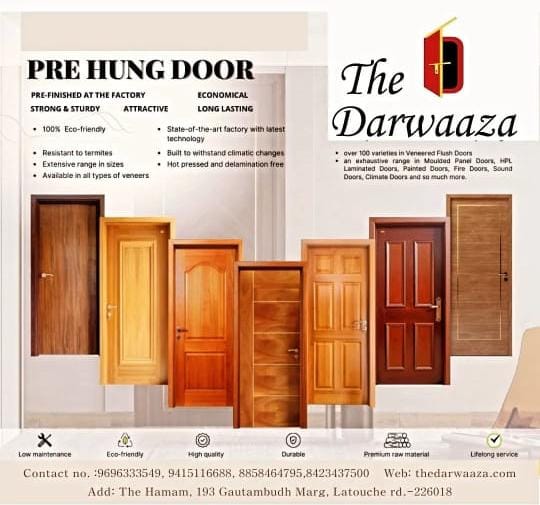 PRE HUNG DOOR
PRE-FINISHED AT THE FACTORY
ECONOMICAL
STRONG & STURDY
ATTRACTIVE
LONG LASTING
• 100% Eco-friendly
• Resistant to termites
• Extensive range in sizes
• Available in all types of veneers
• State-of-the-art factory with latest
technology
• Built to withstand climatic changes
• Hot pressed and delamination free
The
Darwaaza
• over 100 varieties in Veneered Flush Doors
• an exhaustive range in Moulded Panel Doors, HPL
Laminated Doors, Painted Doors, Fire Doors, Sound
Doors, Climate Doors and so much more.
Low maintenance
Eco-friendly
High quality
Durable
Premium raw material
Lifelong service
Contact no. :9696333549, 9415116688, 8858464795,8423437500 Web: thedarwaaza.com
Add: The Hamam, 193 Gautambudh Marg, Latouche rd.-226018